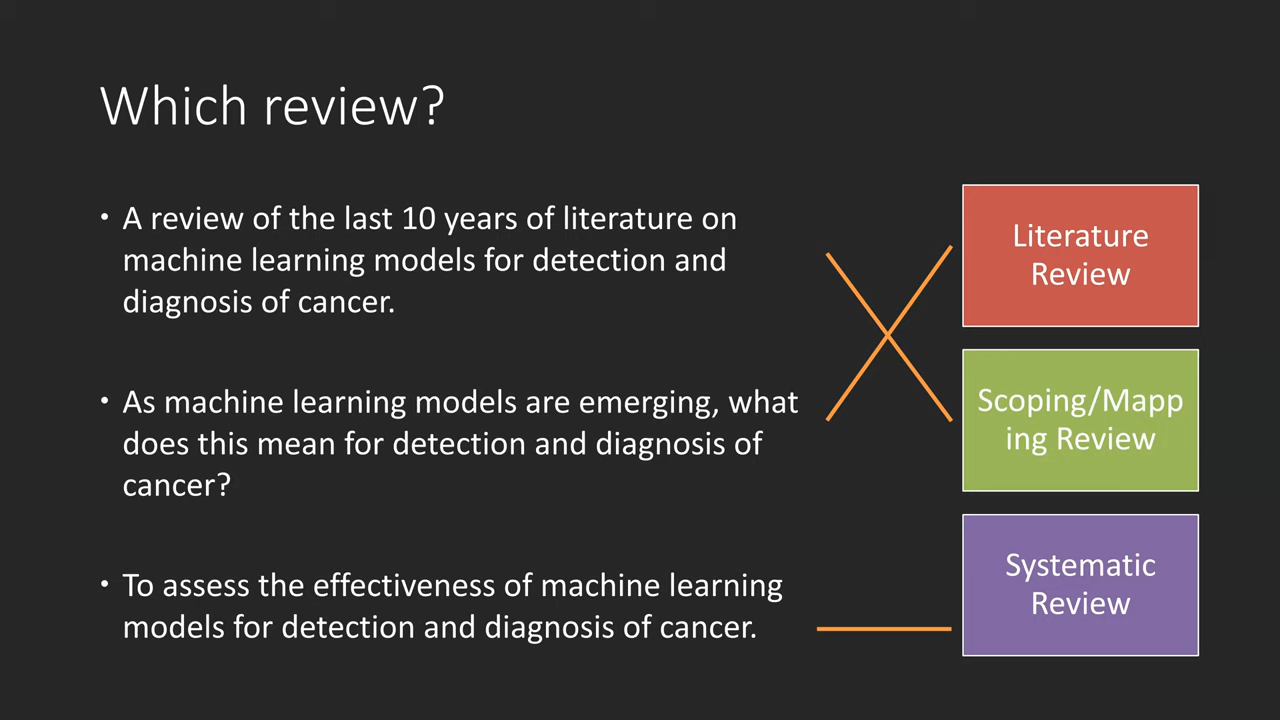 Which review?
• A review of the last 10 years of literature on
machine learning models for detection and
diagnosis of cancer.
• As machine learning models are emerging, what
does this mean for detection and diagnosis of
cancer?
• To assess the effectiveness of machine learning
models for detection and diagnosis of cancer.
Literature
Review
Scoping/Mapp
ing Review
Systematic
Review